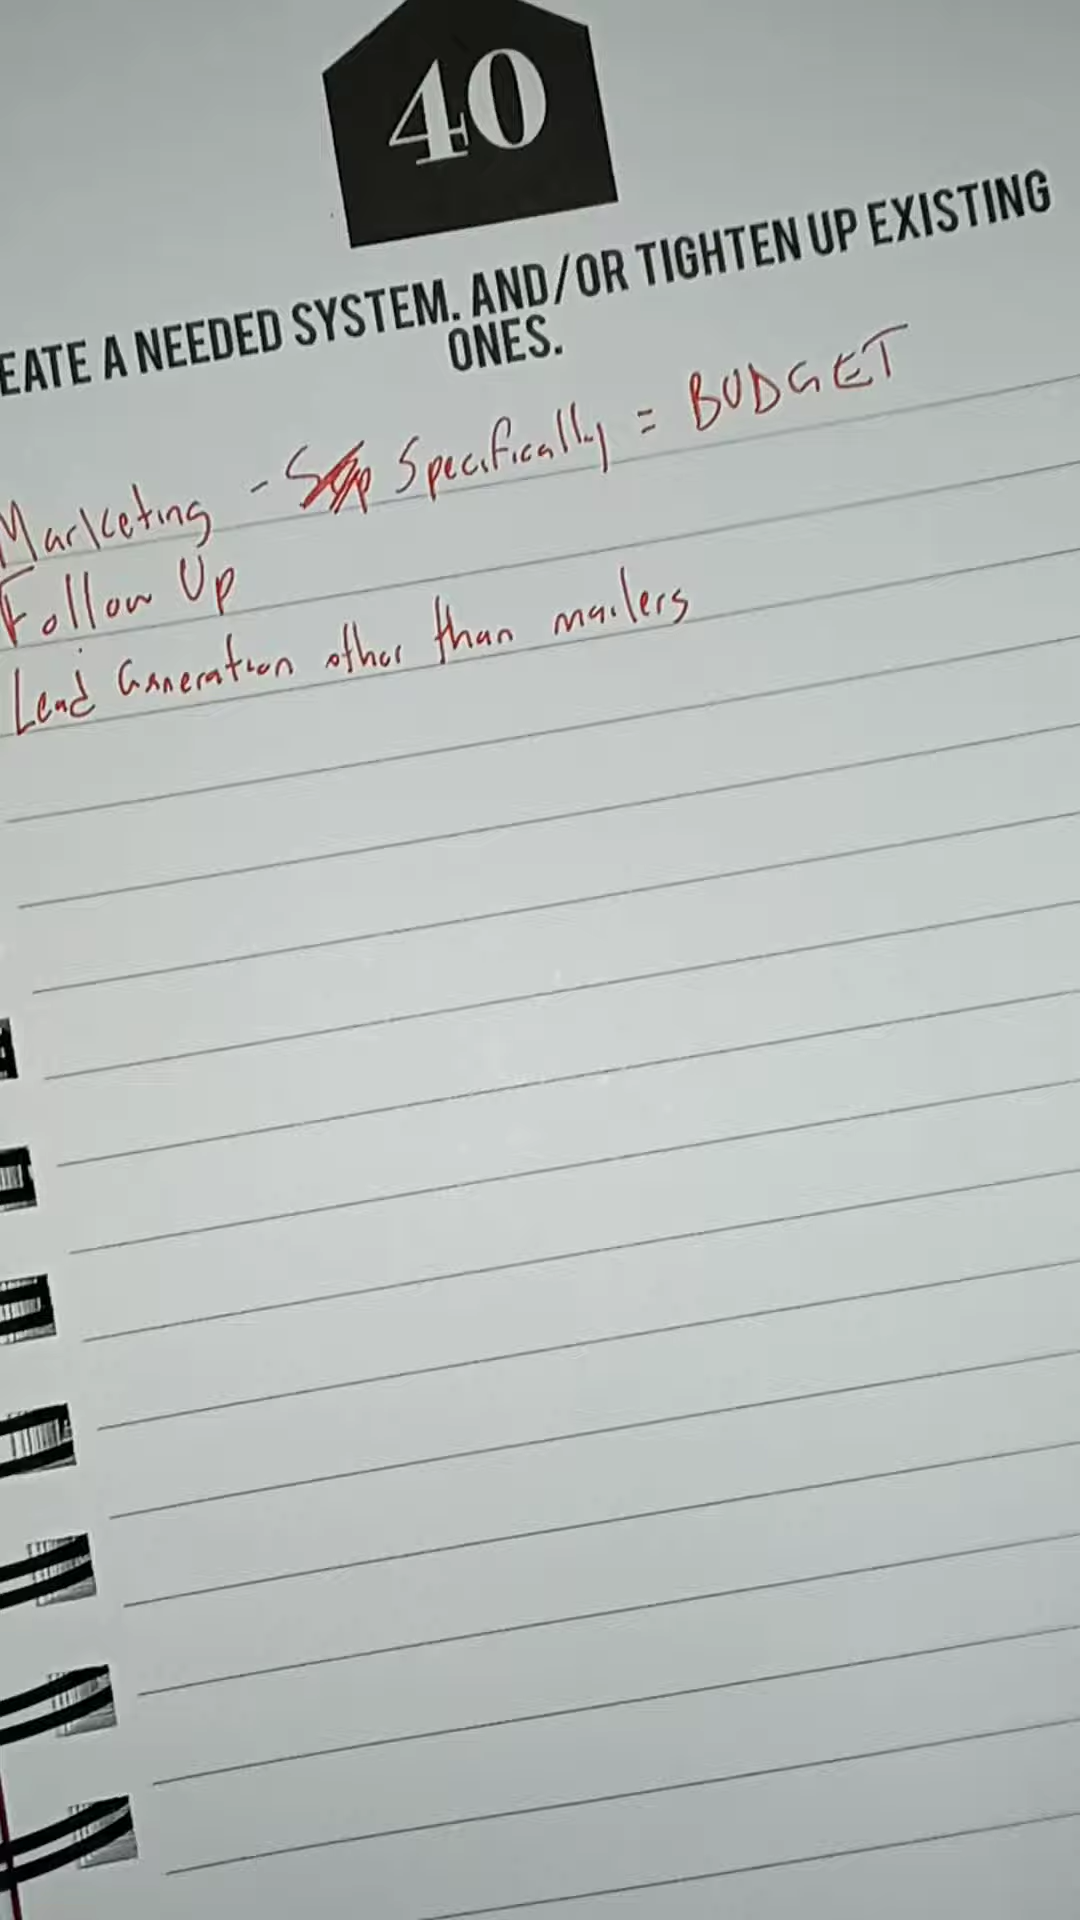 40
EATE A NEEDED SYSTEM. AND/OR TIGHTEN UP EXISTING
ONES.
Marketing - Specifically = BUDGET
Follow Up
Lead Generation other than mailers